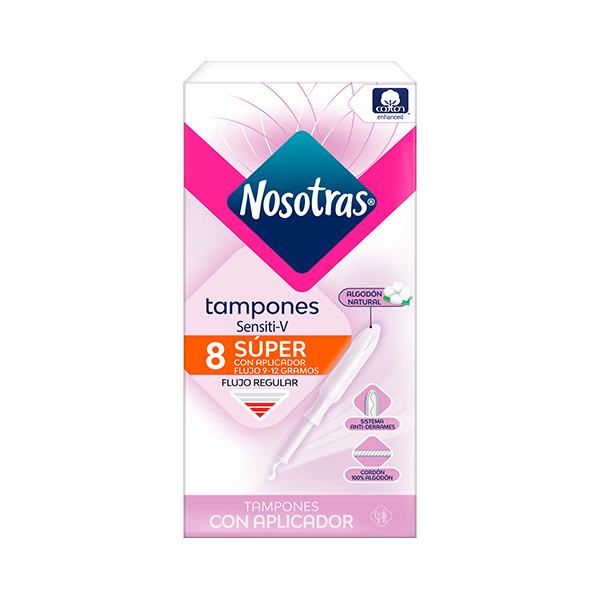 cotton
enhanced™
Nosotras®
ALGODÓN
NATURAL
tampones
Sensiti-V
8 SÚPER
CON APLICADOR
FLUJO 9-12 GRAMOS
FLUJO REGULAR
SISTEMA
ANTI-DERRAMES
CORDÓN
100% ALGODÓN
TAMPONES
CON APLICADOR